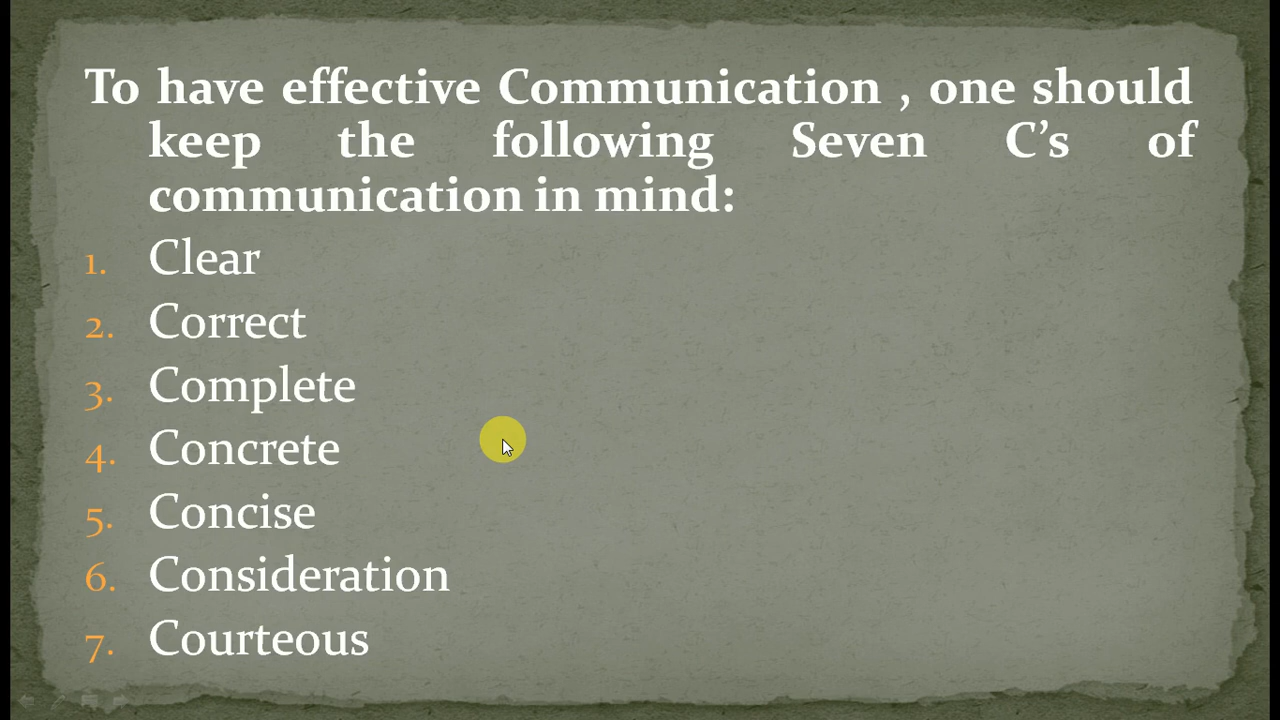 To have effective Communication , one should
keep the following Seven C’s of
communication in mind:
1. Clear
2. Correct
3. Complete
4. Concrete
5. Concise
6. Consideration
7. Courteous